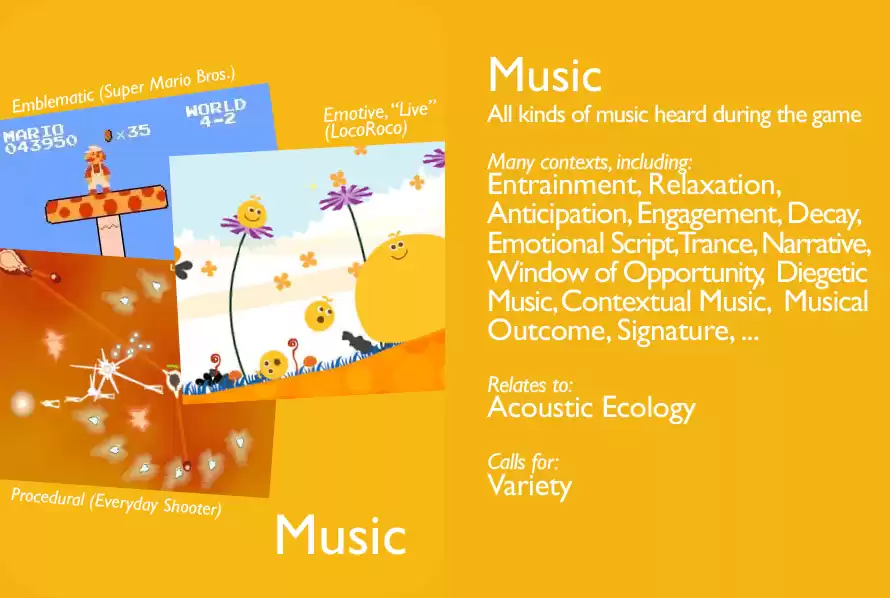 Emblematic (Super Mario Bros.)
MARIO
043950
×35
WORLD
4-2
Emotive, “Live”
(LocoRoco)
Procedural (Everyday Shooter)
Music
Music
All kinds of music heard during the game
Many contexts, including:
Entrainment, Relaxation,
Anticipation, Engagement, Decay,
Emotional Script,Trance, Narrative,
Window of Opportunity, Diegetic
Music, Contextual Music, Musical
Outcome, Signature, ...
Relates to:
Acoustic Ecology
Calls for:
Variety